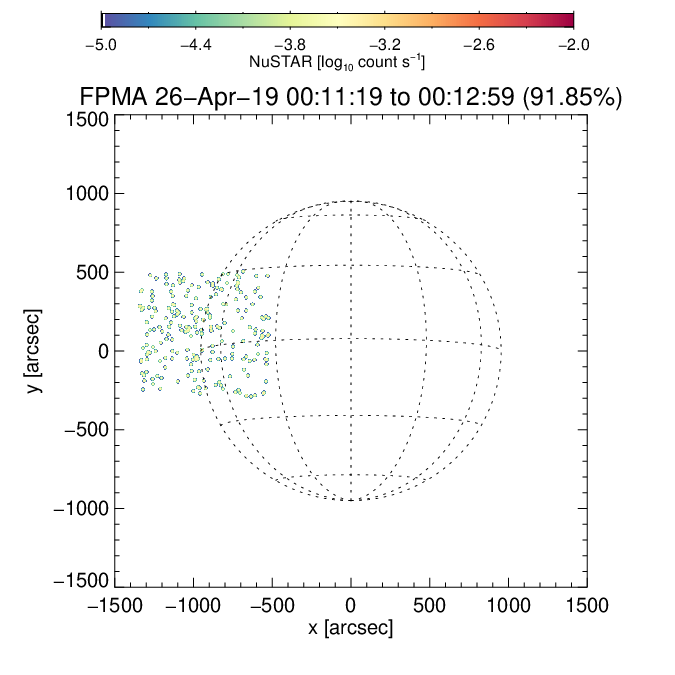 −5.0 −4.4 −3.8 −3.2 −2.6 −2.0
NuSTAR [log₁₀ count s⁻¹]
FPMA 26−Apr−19 00:11:19 to 00:12:59 (91.85%)
1500
1000
500
0
−500
−1000
−1500
y [arcsec]
−1500 −1000 −500 0 500 1000 1500
x [arcsec]